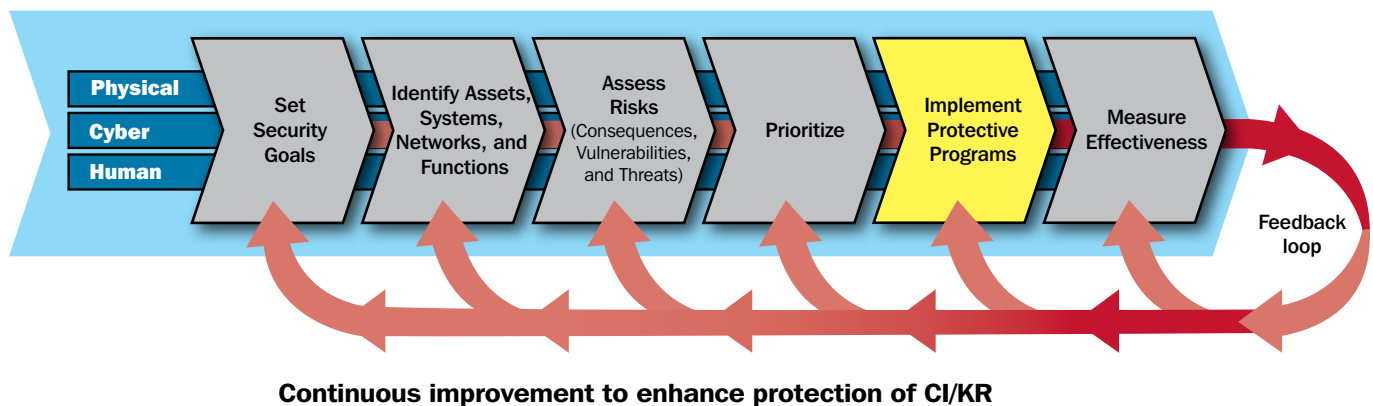 Physical
Cyber
Human
Set
Security
Goals
Identify Assets,
Systems,
Networks, and
Functions
Assess
Risks
(Consequences,
Vulnerabilities,
and Threats)
Prioritize
Implement
Protective
Programs
Measure
Effectiveness
Feedback
loop
Continuous improvement to enhance protection of CI/KR